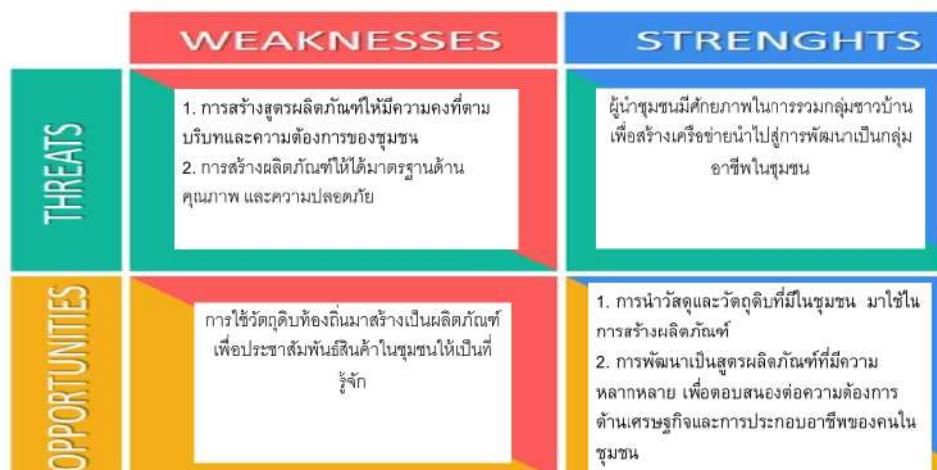 WEAKNESSES
STRENGHTS
THREATS
1. การสร้างสูตรผลิตภัณฑ์ให้มีความคงที่ตาม
บริบทและความต้องการของชุมชน
2. การสร้างผลิตภัณฑ์ให้ได้มาตรฐานด้าน
คุณภาพ และความปลอดภัย
ผู้นำชุมชนมีศักยภาพในการรวมกลุ่มชาวบ้าน
เพื่อสร้างเครือข่ายนำไปสู่การพัฒนาเป็นกลุ่ม
อาชีพในชุมชน
OPPORTUNITIES
การใช้วัตถุดิบท้องถิ่นมาสร้างเป็นผลิตภัณฑ์
เพื่อประชาสัมพันธ์สินค้าในชุมชนให้เป็นที่
รู้จัก
1. การนำวัสดุและวัตถุดิบที่มีในชุมชน มาใช้ใน
การสร้างผลิตภัณฑ์
2. การพัฒนาเป็นสูตรผลิตภัณฑ์ที่มีความ
หลากหลาย เพื่อตอบสนองต่อความต้องการ
ด้านเศรษฐกิจและการประกอบอาชีพของคนใน
ชุมชน